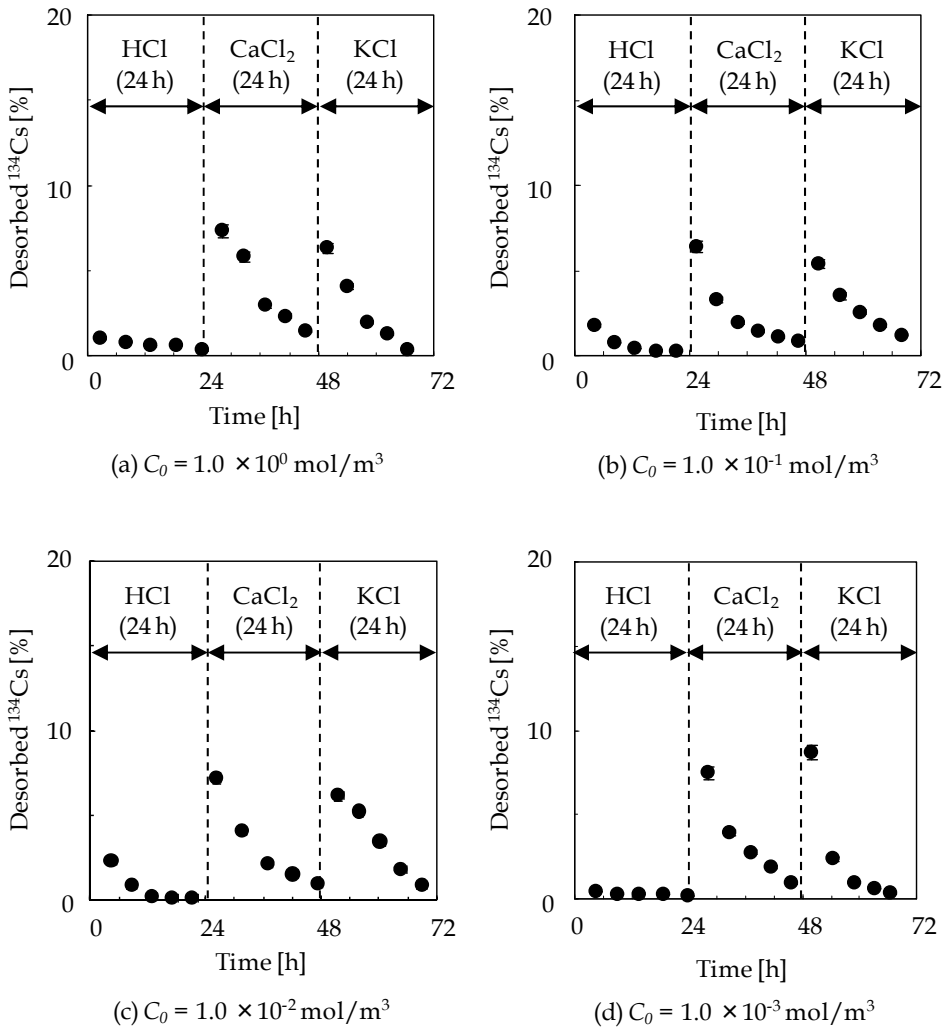 20
HCl CaCl₂ KCl
(24 h) (24 h) (24 h)
10
0
Desorbed ¹³⁴Cs [%]
0 24 48 72
Time [h]
(a) C₀ = 1.0 ×10⁰ mol/m³
20
HCl CaCl₂ KCl
(24 h) (24 h) (24 h)
10
0
Desorbed ¹³⁴Cs [%]
0 24 48 72
Time [h]
(b) C₀ = 1.0 ×10⁻¹ mol/m³
20
HCl CaCl₂ KCl
(24 h) (24 h) (24 h)
10
0
Desorbed ¹³⁴Cs [%]
0 24 48 72
Time [h]
(c) C₀ = 1.0 ×10⁻² mol/m³
20
HCl CaCl₂ KCl
(24 h) (24 h) (24 h)
10
0
Desorbed ¹³⁴Cs [%]
0 24 48 72
Time [h]
(d) C₀ = 1.0 ×10⁻³ mol/m³